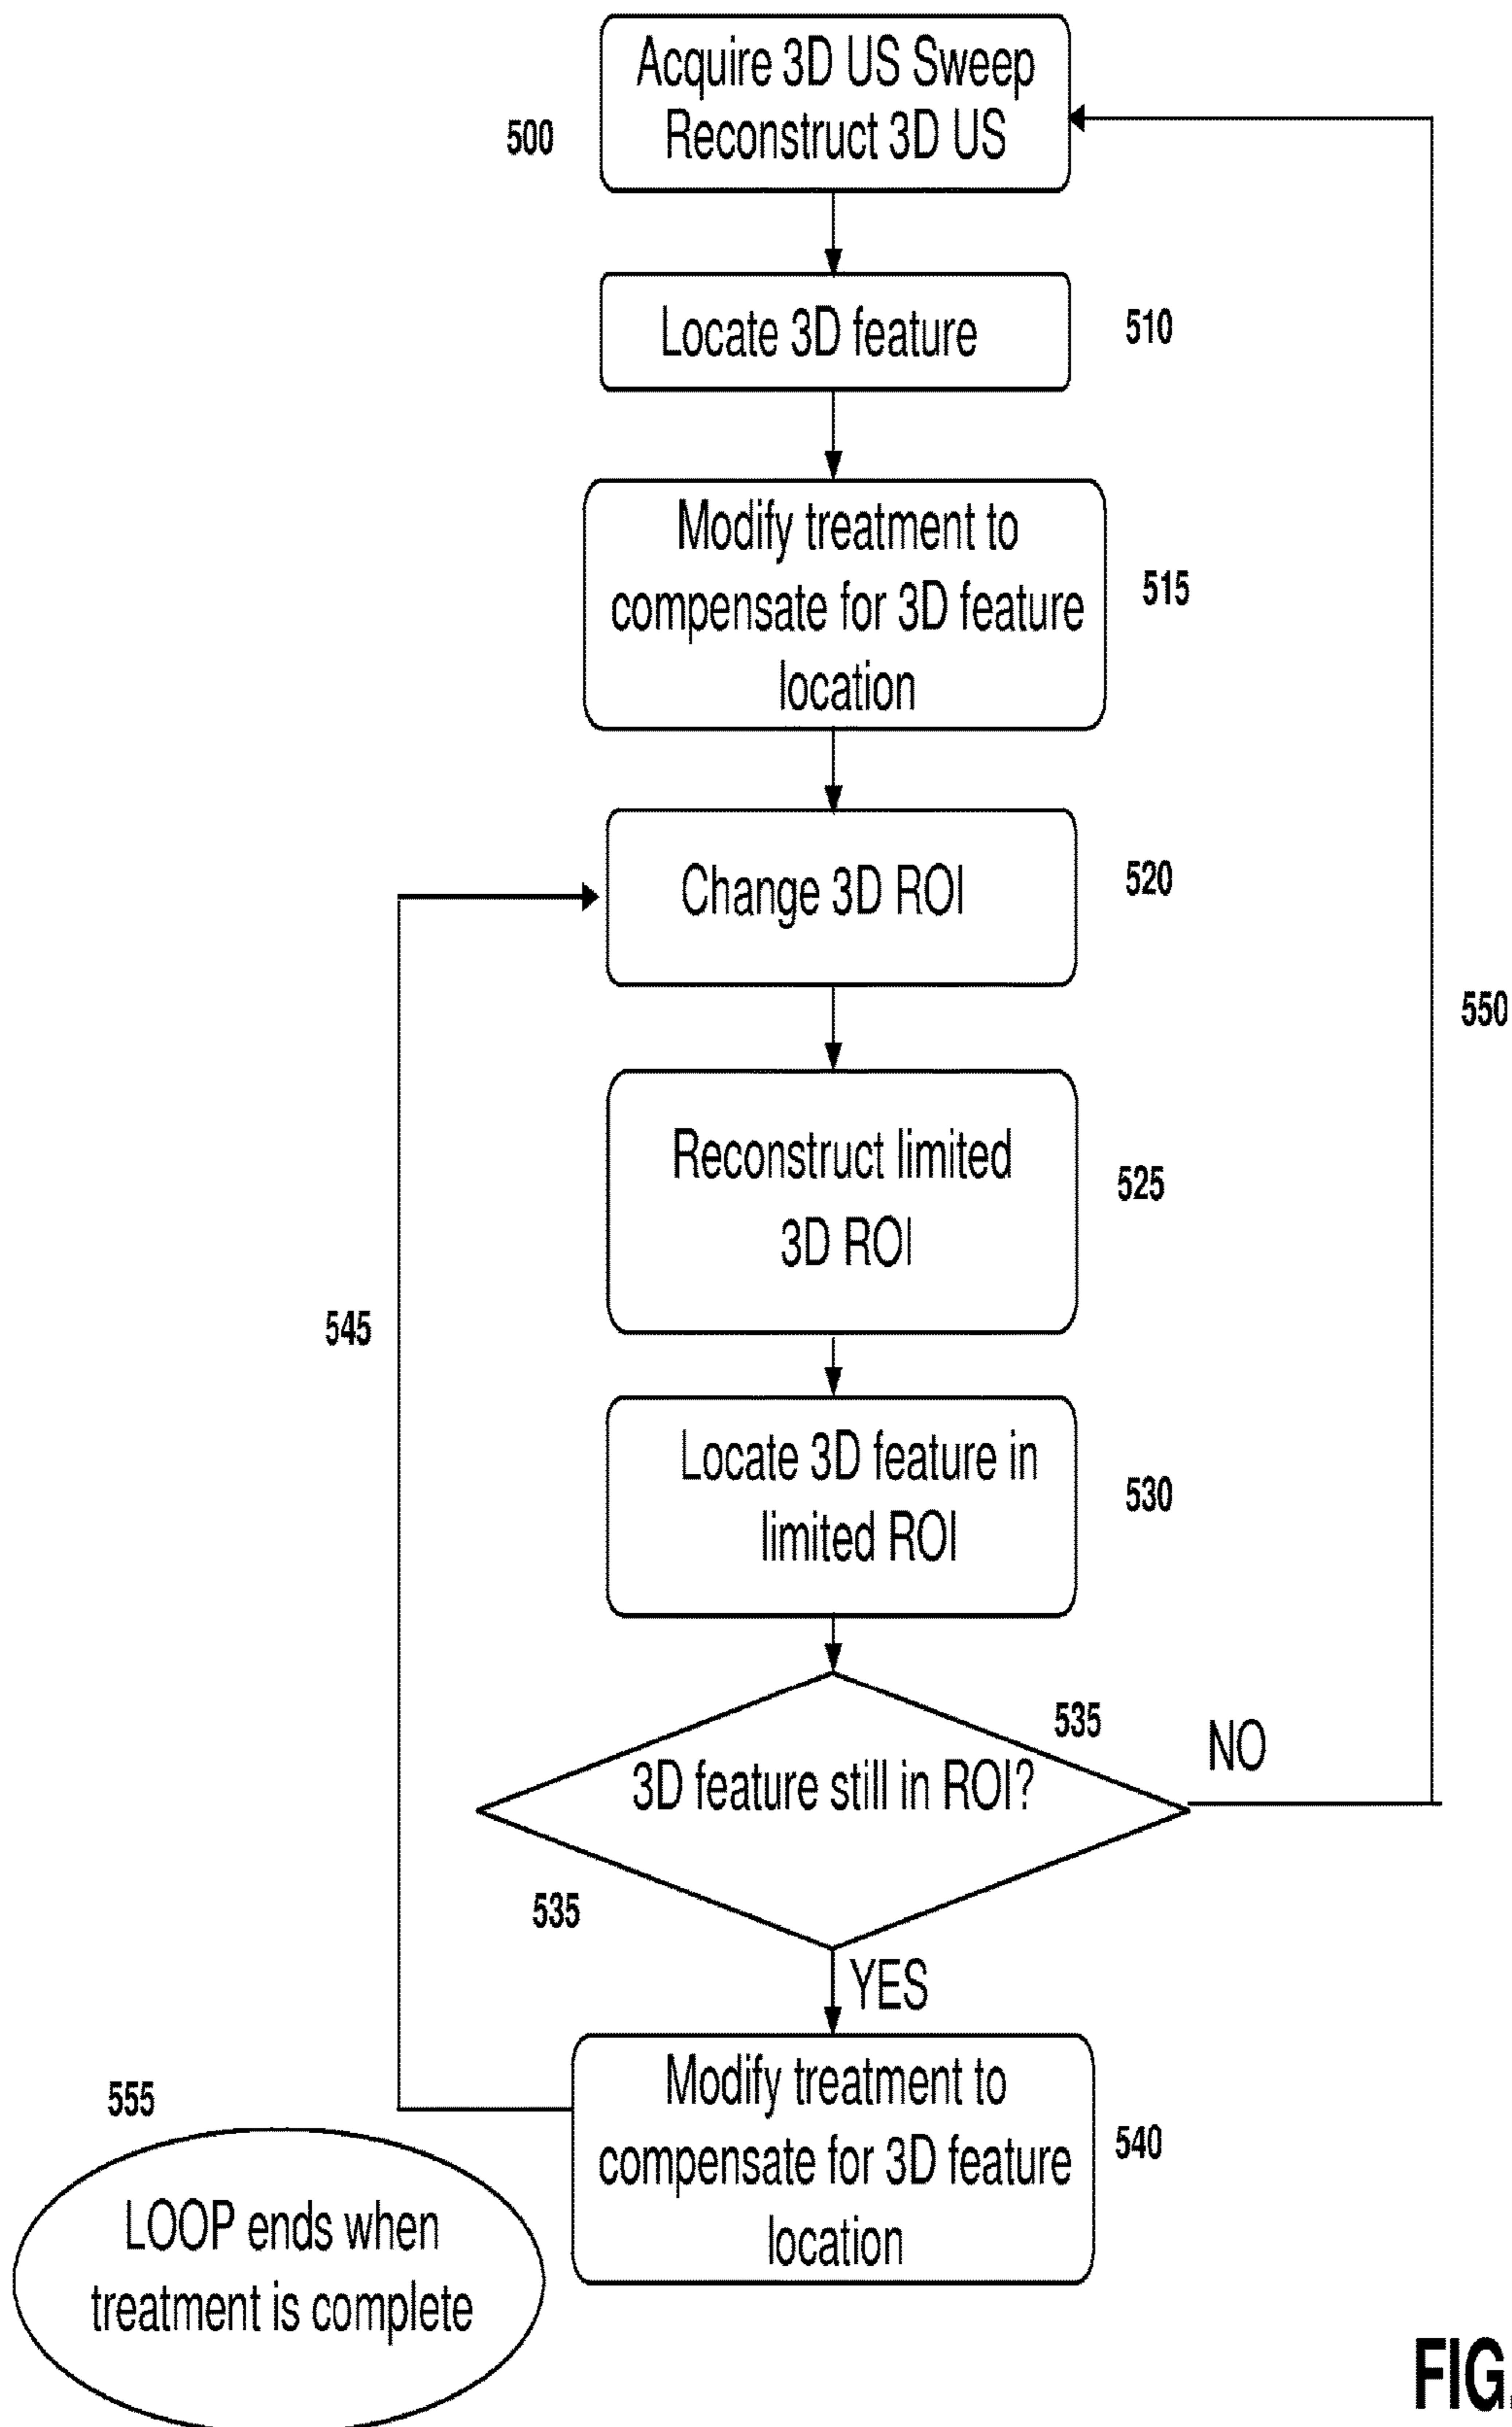 Acquire 3D US Sweep
Reconstruct 3D US
500
Locate 3D feature
510
Modify treatment to
compensate for 3D feature
location
515
Change 3D ROI
520
550
Reconstruct limited
3D ROI
525
545
Locate 3D feature in
limited ROI
530
535
NO
3D feature still in ROI?
535
YES
Modify treatment to
compensate for 3D feature
location
540
555
LOOP ends when
treatment is complete
FIG.